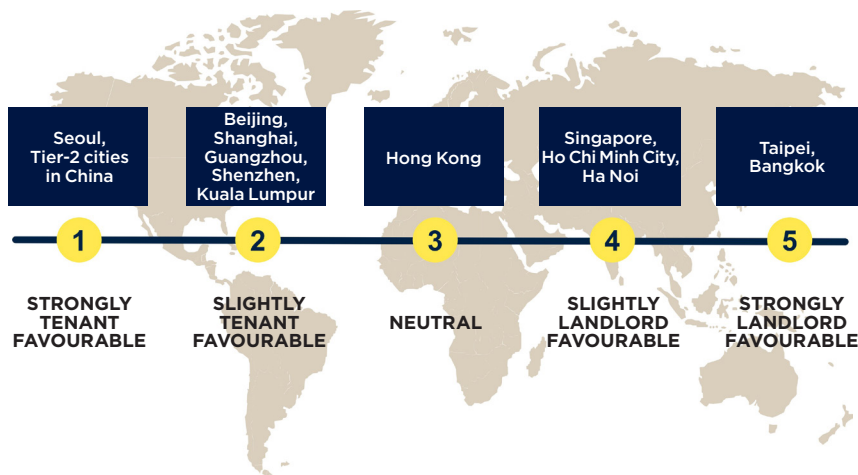 Seoul,
Tier-2 cities
in China
Beijing,
Shanghai,
Guangzhou,
Shenzhen,
Kuala Lumpur
Hong Kong
Singapore,
Ho Chi Minh City,
Ha Noi
Taipei,
Bangkok
1
2
3
4
5
STRONGLY
TENANT
FAVOURABLE
SLIGHTLY
TENANT
FAVOURABLE
NEUTRAL
SLIGHTLY
LANDLORD
FAVOURABLE
STRONGLY
LANDLORD
FAVOURABLE